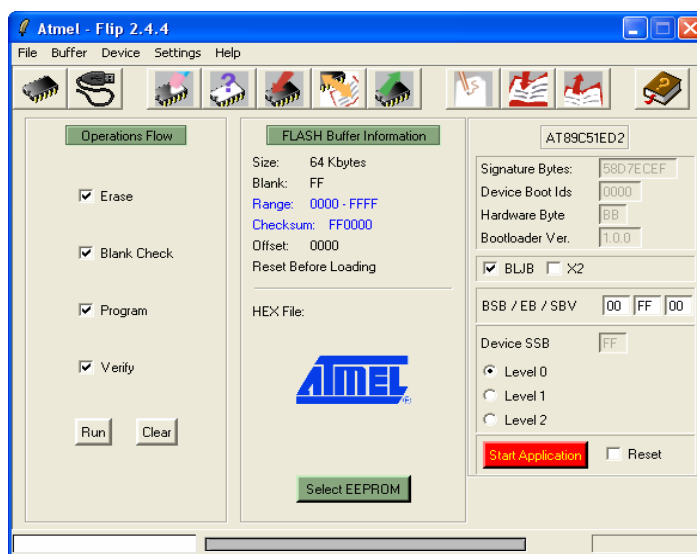 Atmel - Flip 2.4.4
File Buffer Device Settings Help
Operations Flow
Erase
Blank Check
Program
Verify
Run Clear
FLASH Buffer Information
Size: 64 Kbytes
Blank: FF
Range: 0000 - FFFF
Checksum: FF0000
Offset: 0000
Reset Before Loading
HEX File:
ATMEL
®
Select EEPROM
AT89C51ED2
Signature Bytes: 58D7ECEF
Device Boot Ids 0000
Hardware Byte BB
Bootloader Ver. 1.0.0
BLJB X2
BSB / EB / SBV 00 FF 00
Device SSB FF
Level 0
Level 1
Level 2
Start Application Reset